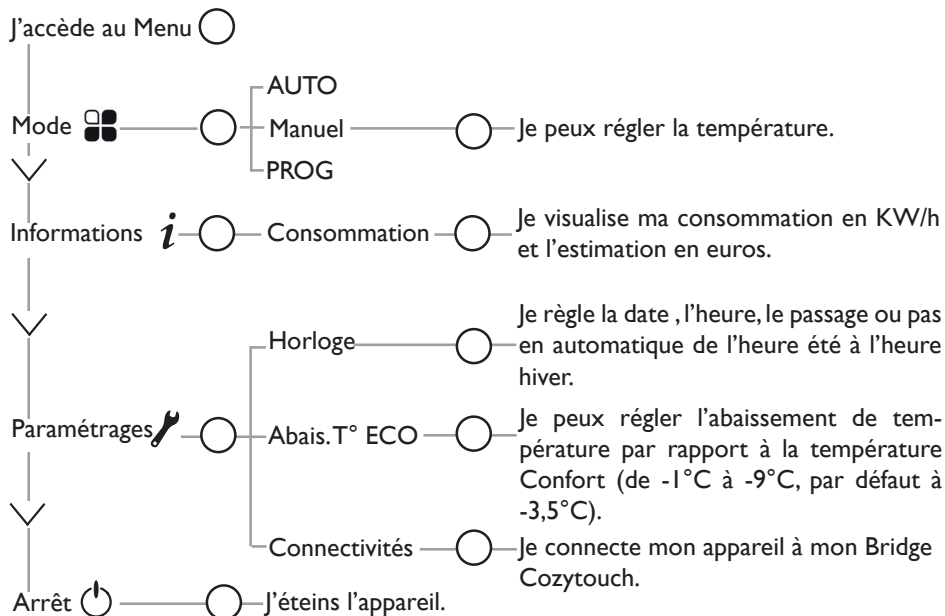 J'accède au Menu
Mode
AUTO
Manuel
PROG
Je peux régler la température.
Informations i
Consommation
Je visualise ma consommation en KW/h
et l'estimation en euros.
Paramétrages
Horloge
Je règle la date , l'heure, le passage ou pas
en automatique de l'heure été à l'heure
hiver.
Abais.T° ECO
Je peux régler l'abaissement de tem-
pérature par rapport à la température
Confort (de -1°C à -9°C, par défaut à
-3,5°C).
Connectivités
Je connecte mon appareil à mon Bridge
Cozytouch.
Arrêt
J'éteins l'appareil.